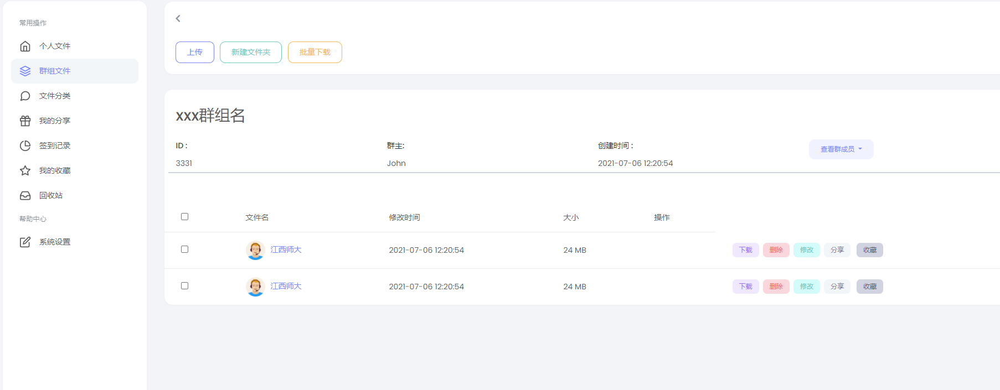 常用操作
个人文件
群组文件
文件分类
我的分享
签到记录
我的收藏
回收站
帮助中心
系统设置
上传 新建文件夹 批量下载
xxx群组名
ID : 群主: 创建时间 : 查看群成员
3331 John 2021-07-06 12:20:54
文件名 修改时间 大小 操作
江西师大 2021-07-06 12:20:54 24 MB 下载 删除 修改 分享 收藏
江西师大 2021-07-06 12:20:54 24 MB 下载 删除 修改 分享 收藏